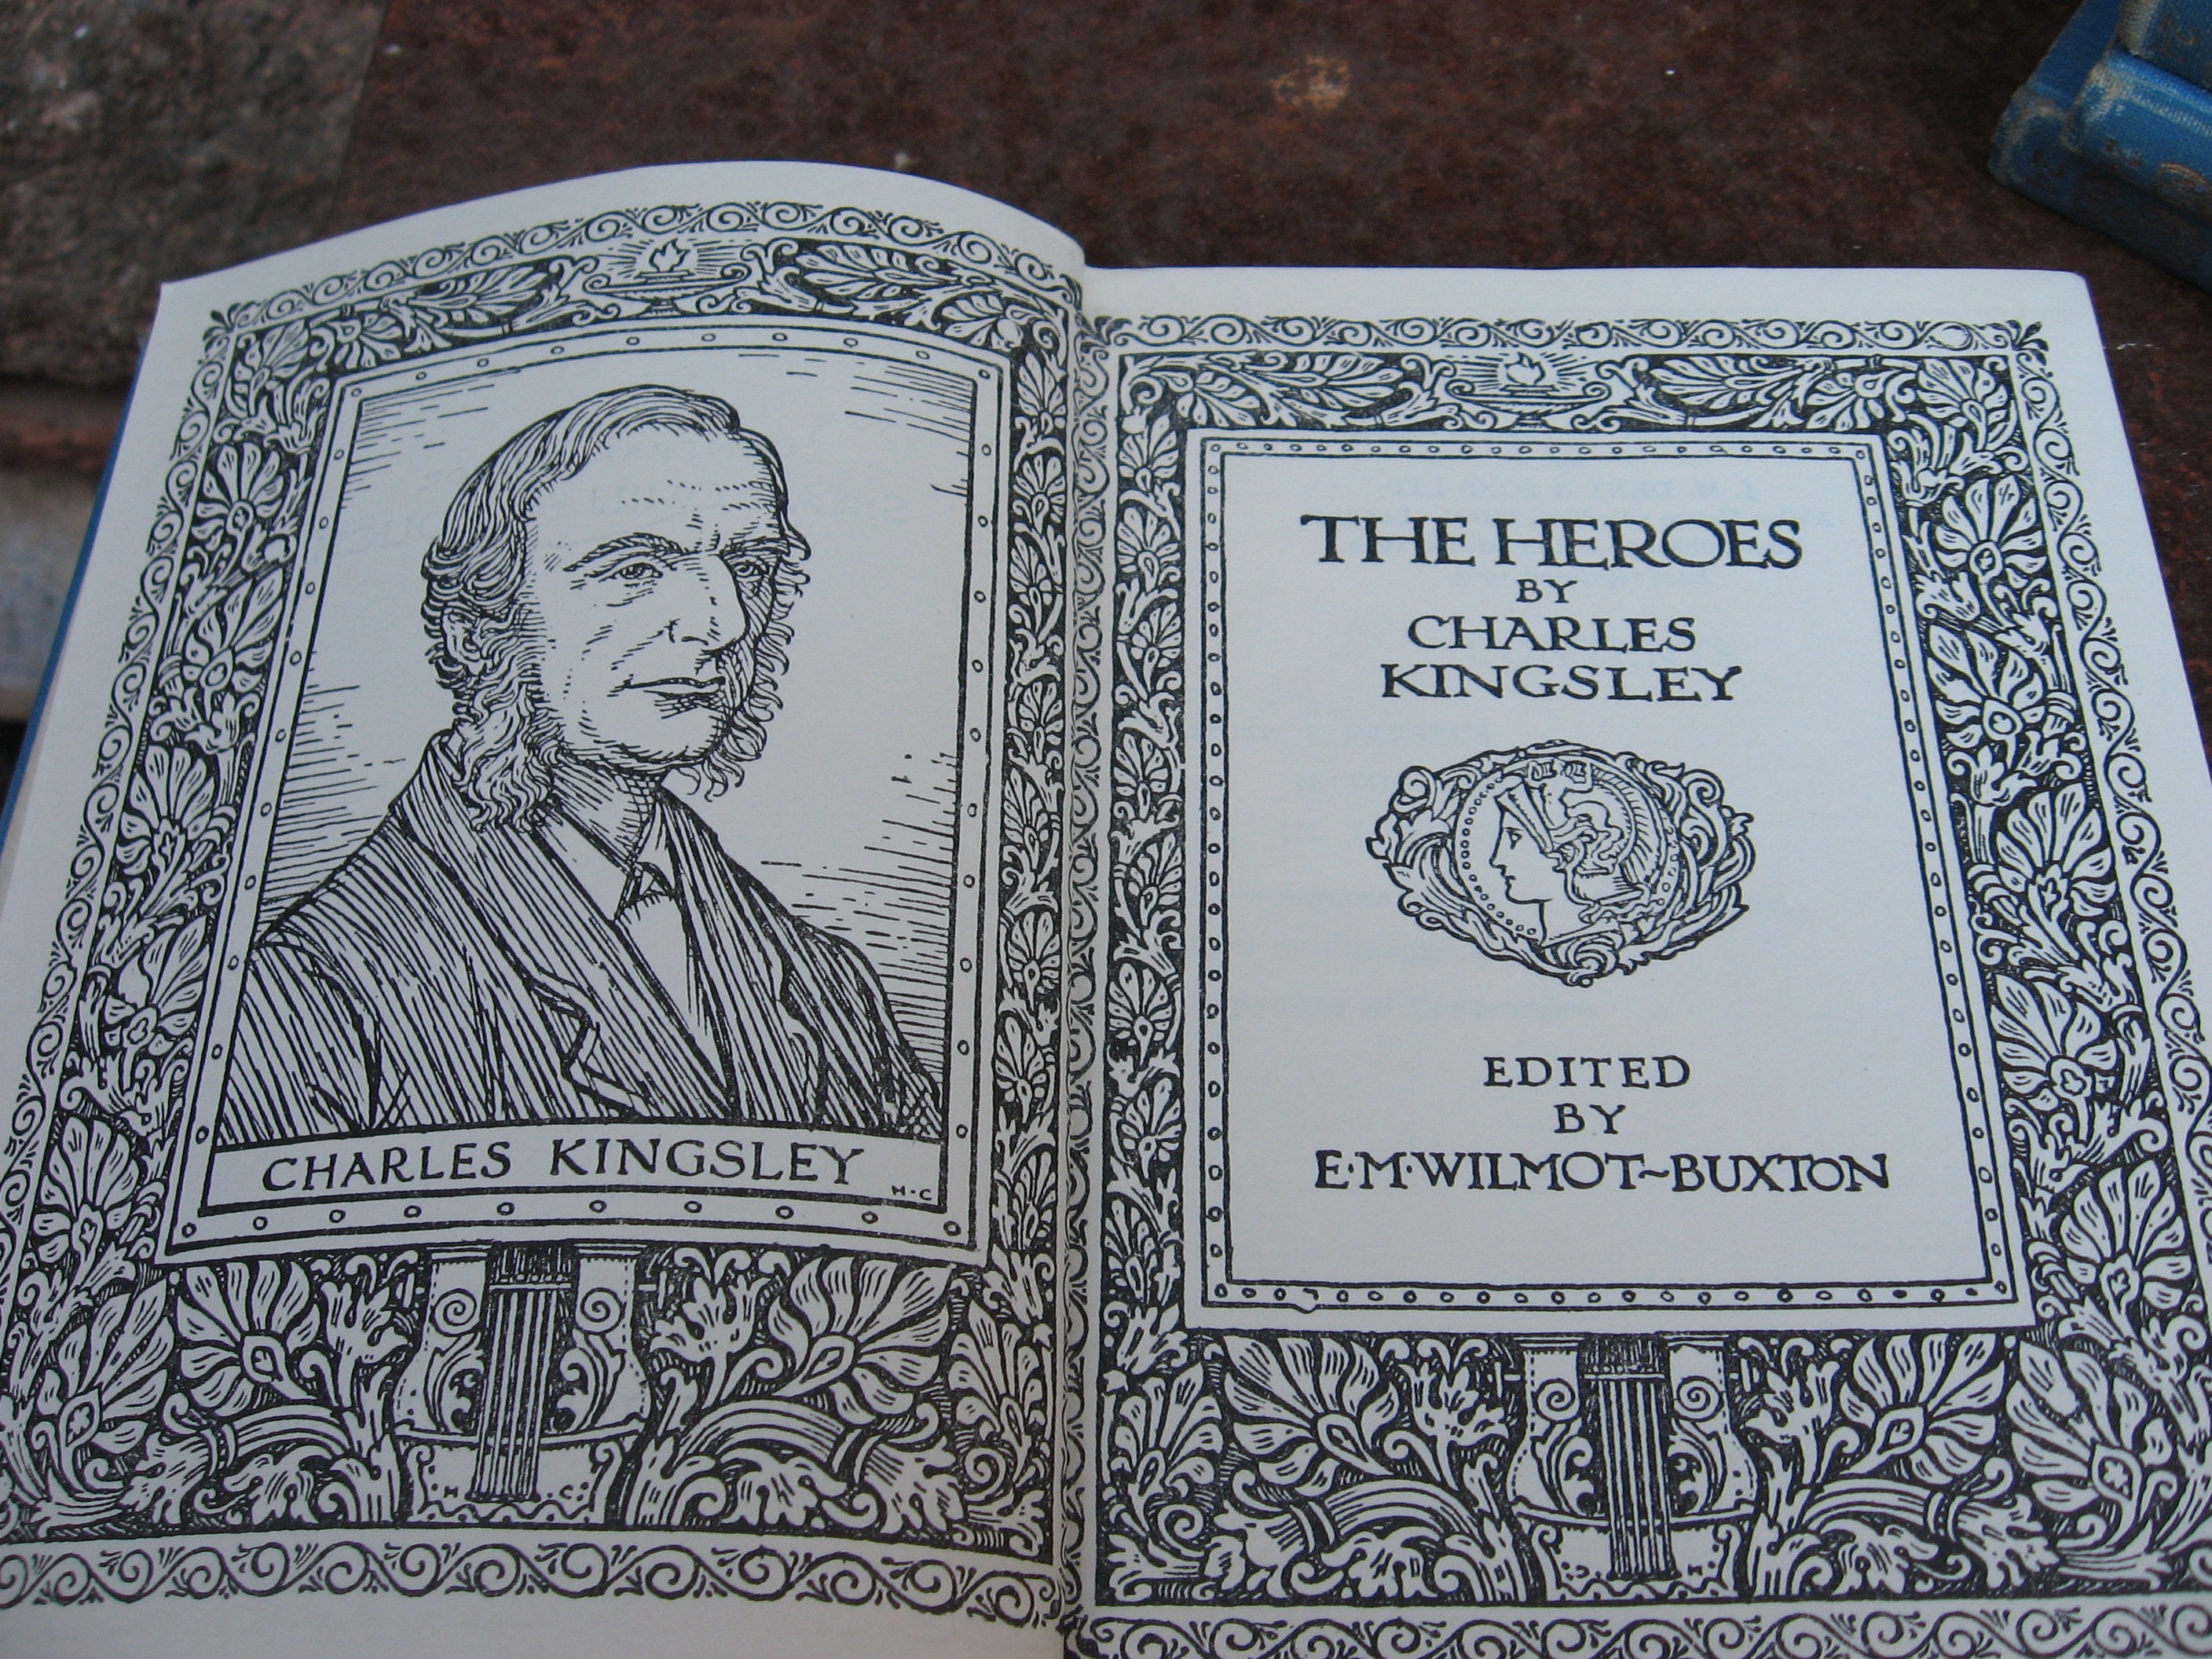 CHARLES KINGSLEY
H·C
H C
THE HEROES
BY
CHARLES
KINGSLEY
EDITED
BY
E·M·WILMOT~BUXTON
H C